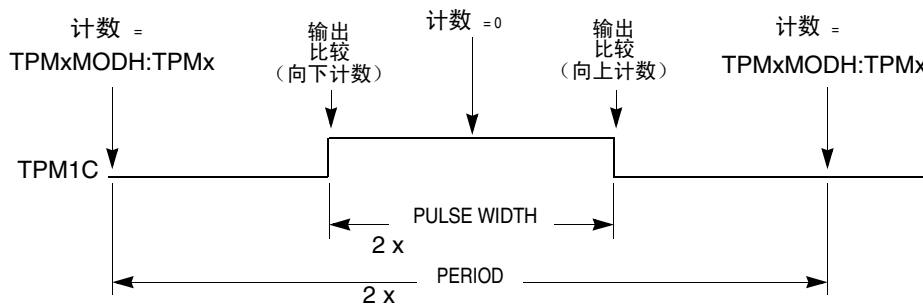 计数 =
TPMxMODH:TPMx
输出
比较
（向下计数）
计数 =0
输出
比较
（向上计数）
计数 =
TPMxMODH:TPMx
TPM1C
PULSE WIDTH
2 x
PERIOD
2 x